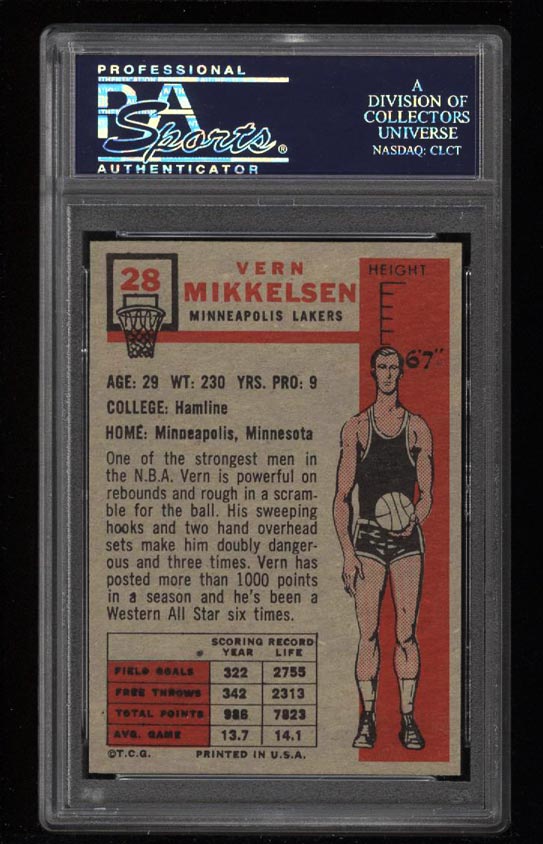 PROFESSIONAL
PSA
Sports®
AUTHENTICATOR
A
DIVISION OF
COLLECTORS
UNIVERSE
NASDAQ: CLCT
28
VERN
MIKKELSEN
MINNEAPOLIS LAKERS
HEIGHT
6'7"
AGE: 29 WT: 230 YRS. PRO: 9
COLLEGE: Hamline
HOME: Minneapolis, Minnesota
One of the strongest men in
the N.B.A. Vern is powerful on
rebounds and rough in a scram-
ble for the ball. His sweeping
hooks and two hand overhead
sets make him doubly danger-
ous and three times. Vern has
posted more than 1000 points
in a season and he's been a
Western All Star six times.
SCORING RECORD
YEAR LIFE
FIELD GOALS 322 2755
FREE THROWS 342 2313
TOTAL POINTS 986 7823
AVG. GAME 13.7 14.1
©T.C.G. PRINTED IN U.S.A.